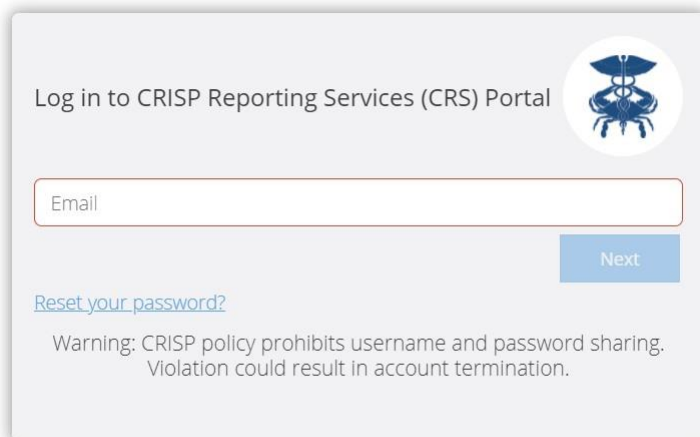 Log in to CRISP Reporting Services (CRS) Portal
Email
Next
Reset your password?
Warning: CRISP policy prohibits username and password sharing.
Violation could result in account termination.